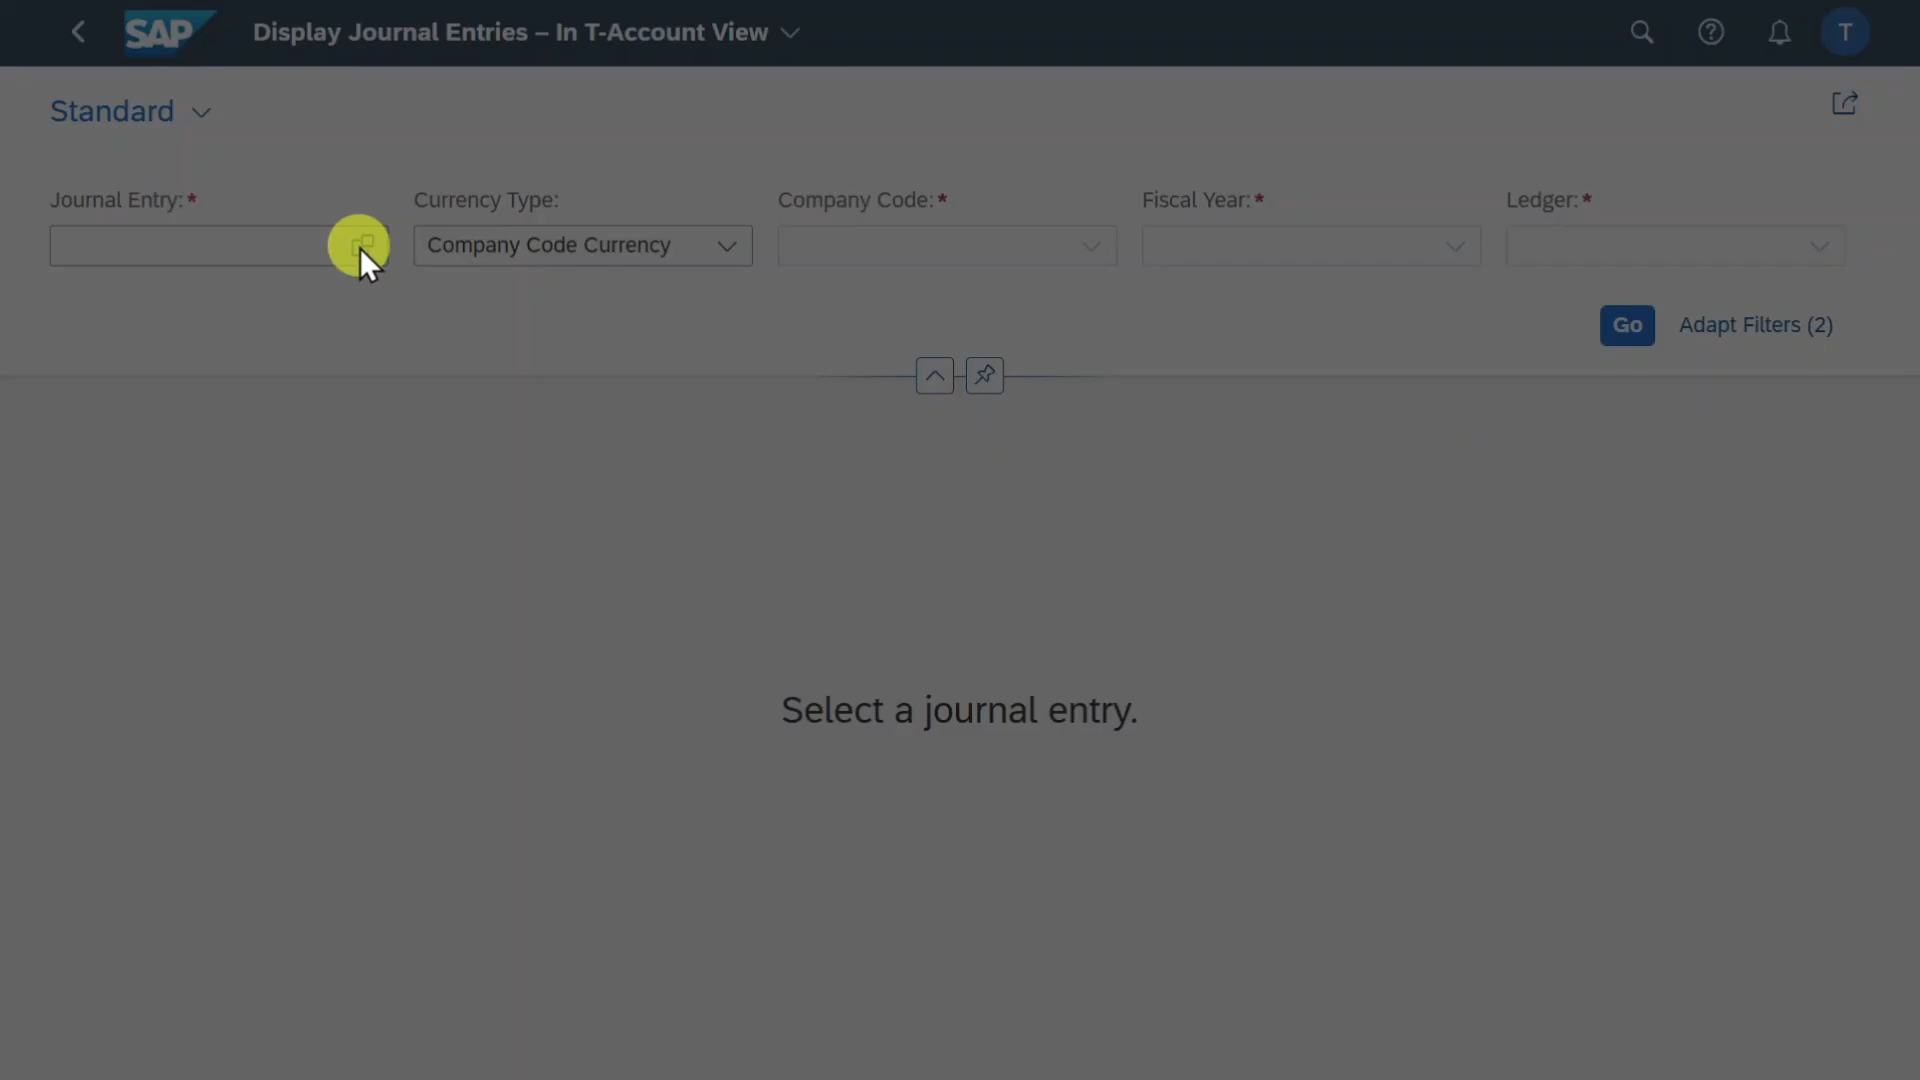 SAP
Display Journal Entries – In T-Account View
T
Standard
Journal Entry:*
Currency Type:
Company Code:*
Fiscal Year:*
Ledger:*
Company Code Currency
Go
Adapt Filters (2)
Select a journal entry.